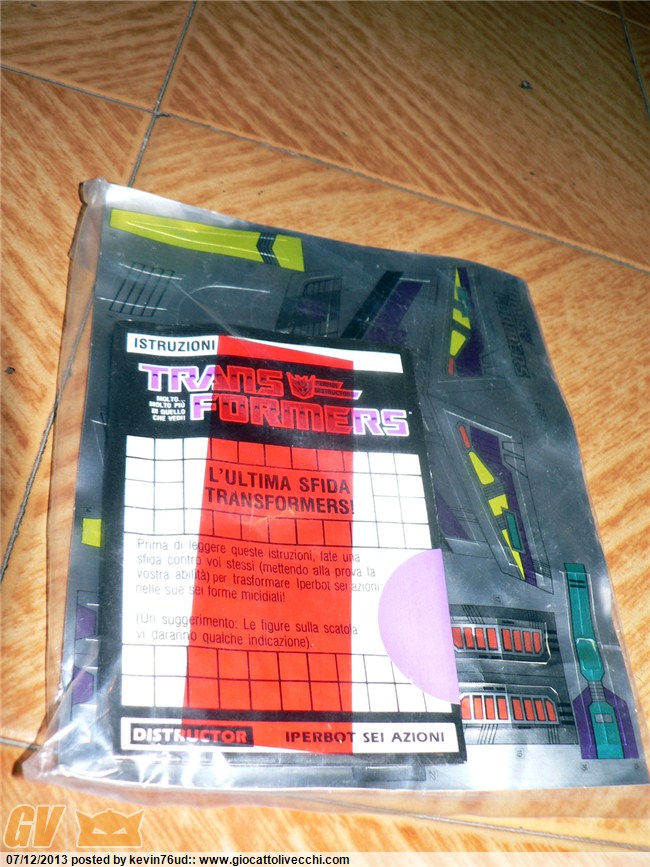 ISTRUZIONI
TRANS
FORMERS
MOLTO...
MOLTO PIÚ
DI QUELLO
CHE VEDI!
L'ULTIMA SFIDA
TRANSFORMERS!
Prima di leggere queste istruzioni, fate una
sfida contro voi stessi (mettendo alla prova la
vostra abilità) per trasformare Iperbot sei azioni
nelle sue sei forme micidiali!
(Un suggerimento: Le figure sulla scatola
vi daranno qualche indicazione).
DISTRUCTOR IPERBOT SEI AZIONI
GV
07/12/2013 posted by kevin76ud:: www.giocattolivecchi.com